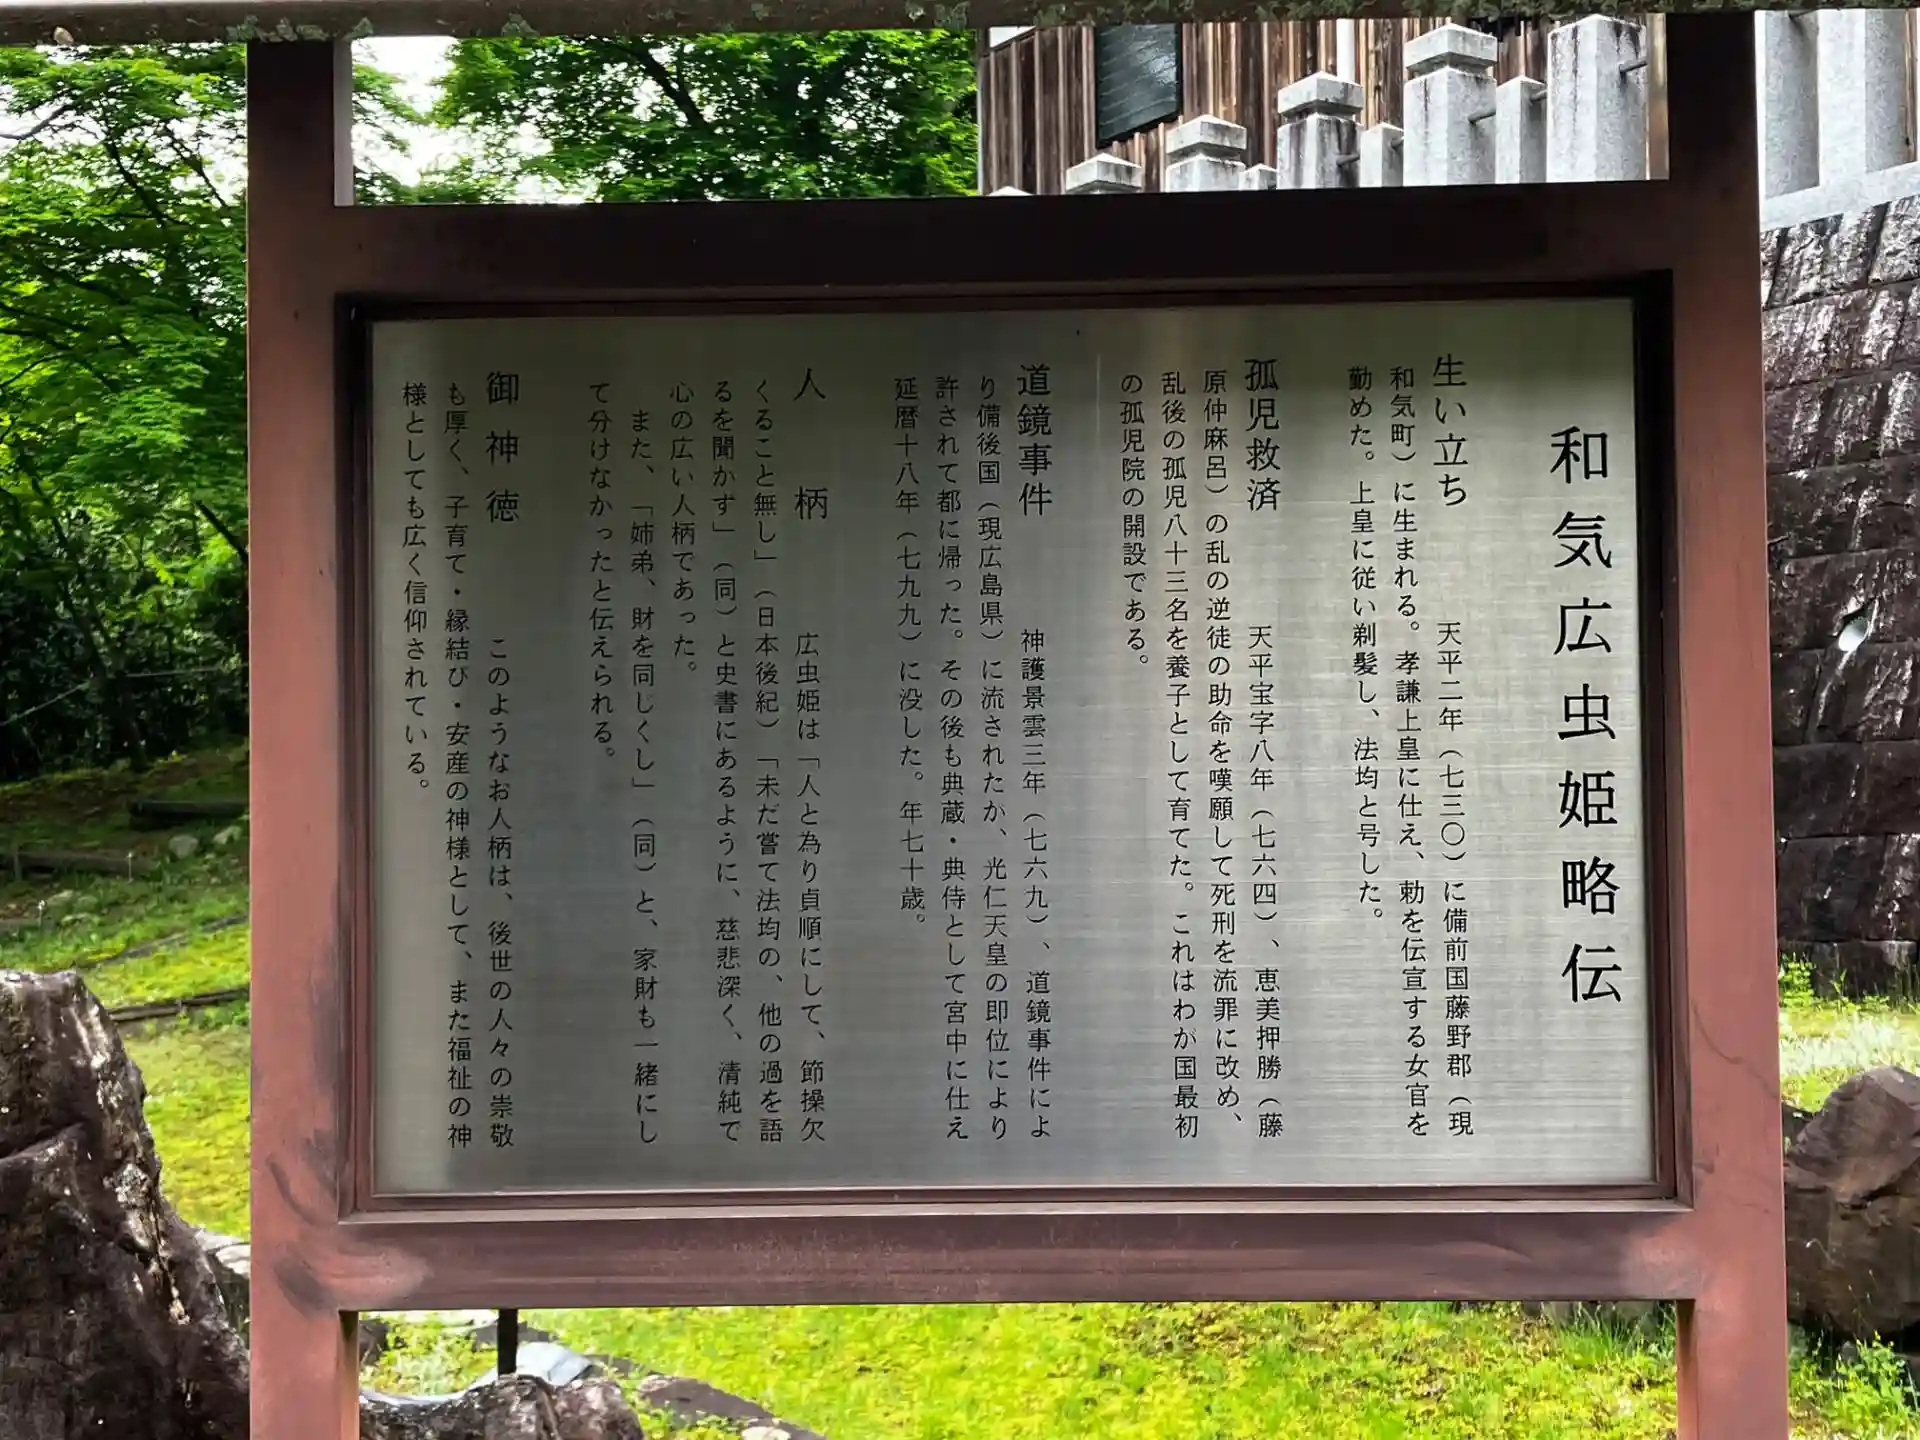 和気広虫姫略伝
生い立ち　天平二年（七三〇）に備前国藤野郡（現
和気町）に生まれる。孝謙上皇に仕え、勅を伝宣する女官を
勤めた。上皇に従い剃髪し、法均と号した。
孤児救済　天平宝字八年（七六四）、恵美押勝（藤
原仲麻呂）の乱の逆徒の助命を嘆願して死刑を流罪に改め、
乱後の孤児八十三名を養子として育てた。これはわが国最初
の孤児院の開設である。
道鏡事件　神護景雲三年（七六九）、道鏡事件によ
り備後国（現広島県）に流されたが、光仁天皇の即位により
許されて都に帰った。その後も典蔵・典侍として宮中に仕え
延暦十八年（七九九）に没した。年七十歳。
人柄　広虫姫は「人と為り貞順にして、節操欠
くること無し」（日本後紀）「未だ嘗て法均の、他の過を語
るを聞かず」（同）と史書にあるように、慈悲深く、清純で
心の広い人柄であった。
また、「姉弟、財を同じくし」（同）と、家財も一緒にし
て分けなかったと伝えられる。
御神徳　このようなお人柄は、後世の人々の崇敬
も厚く、子育て・縁結び・安産の神様として、また福祉の神
様としても広く信仰されている。